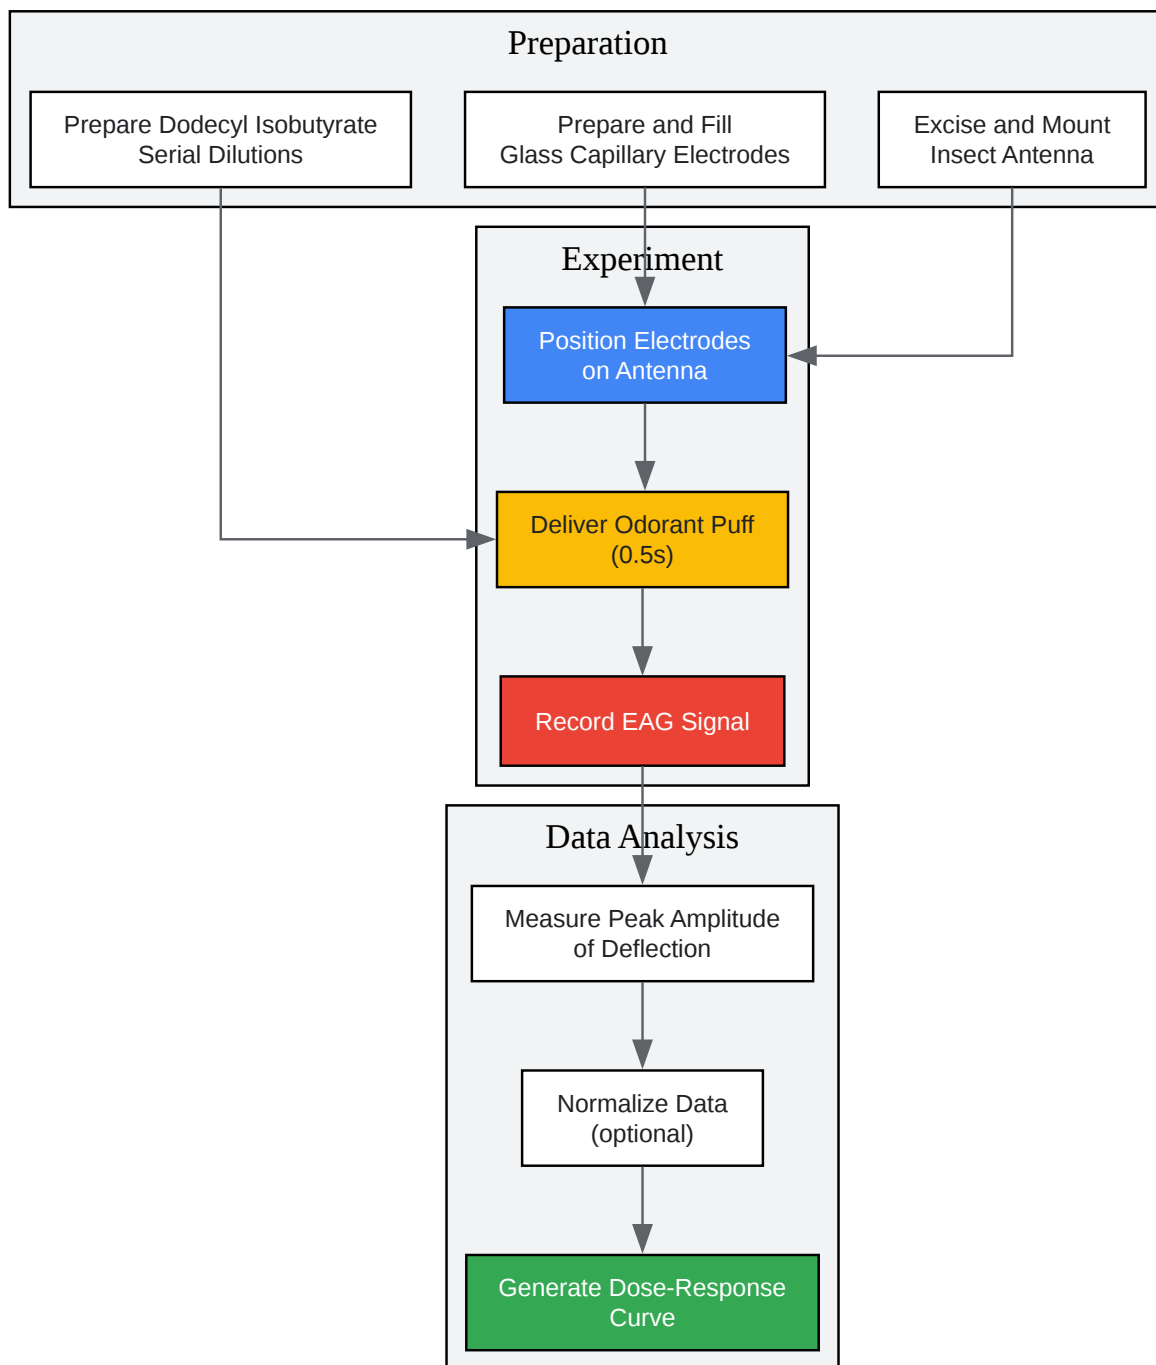 Preparation
Prepare Dodecyl Isobutyrate
Serial Dilutions
Prepare and Fill
Glass Capillary Electrodes
Excise and Mount
Insect Antenna
Experiment
Position Electrodes
on Antenna
Deliver Odorant Puff
(0.5s)
Record EAG Signal
Data Analysis
Measure Peak Amplitude
of Deflection
Normalize Data
(optional)
Generate Dose-Response
Curve